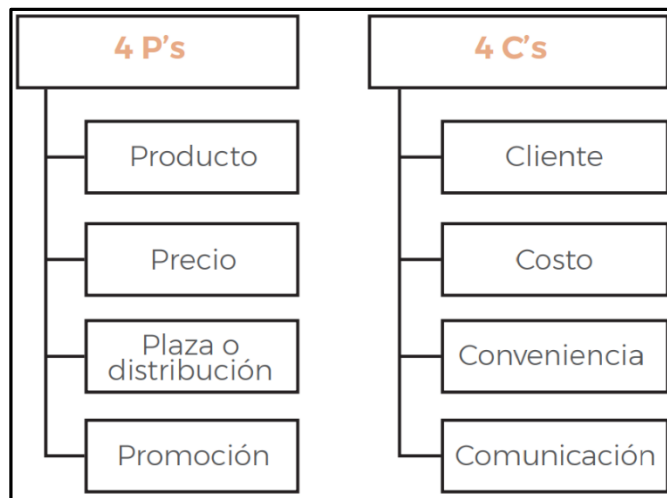 4 P's
Producto
Precio
Plaza o
distribución
Promoción
4 C's
Cliente
Costo
Conveniencia
Comunicación